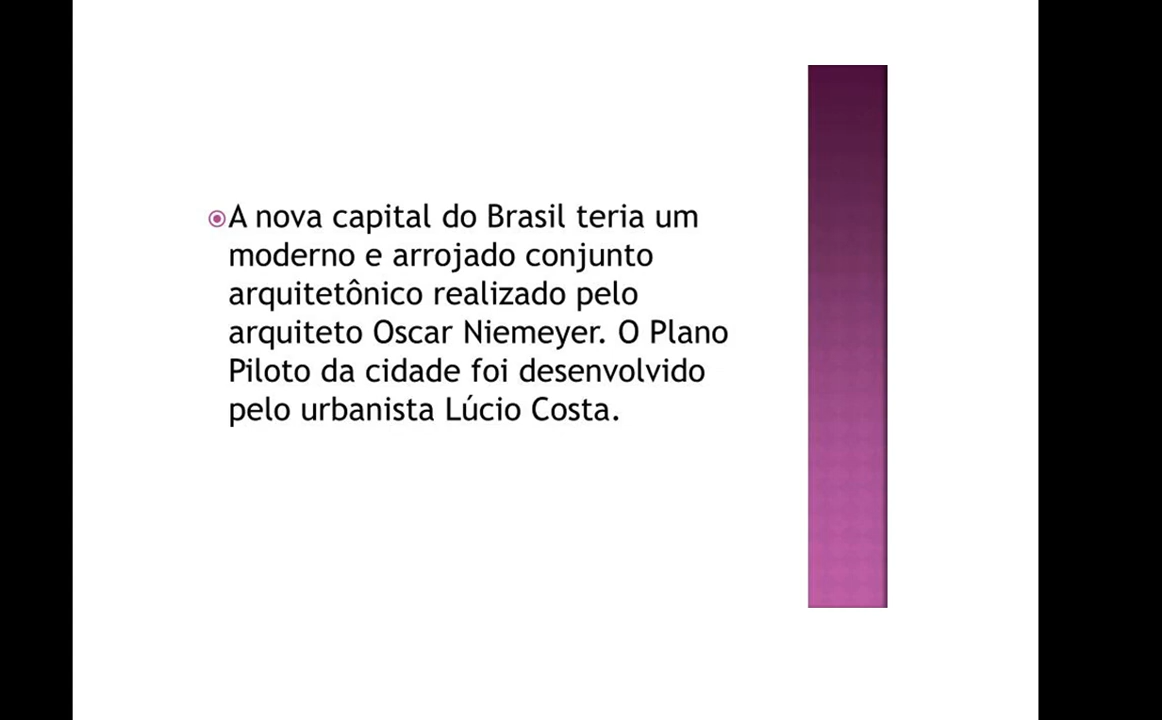 A nova capital do Brasil teria um
moderno e arrojado conjunto
arquitetônico realizado pelo
arquiteto Oscar Niemeyer. O Plano
Piloto da cidade foi desenvolvido
pelo urbanista Lúcio Costa.